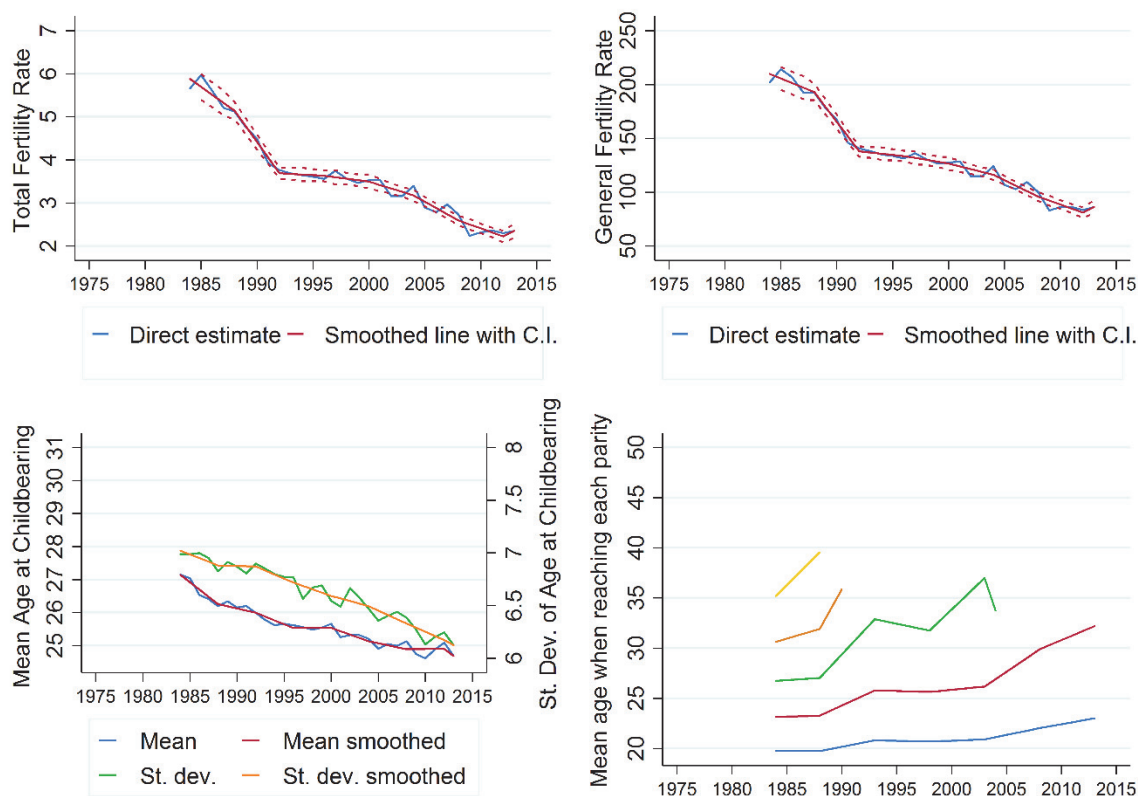 Total Fertility Rate
7
6
5
4
3
2
1975 1980 1985 1990 1995 2000 2005 2010 2015
Direct estimate Smoothed line with C.I.
General Fertility Rate
250
200
150
100
50
1975 1980 1985 1990 1995 2000 2005 2010 2015
Direct estimate Smoothed line with C.I.
Mean Age at Childbearing
31
30
29
28
27
26
25
St. Dev. of Age at Childbearing
8
7.5
7
6.5
6
1975 1980 1985 1990 1995 2000 2005 2010 2015
Mean Mean smoothed
St. dev. St. dev. smoothed
Mean age when reaching each parity
50
45
40
35
30
25
20
1975 1980 1985 1990 1995 2000 2005 2010 2015